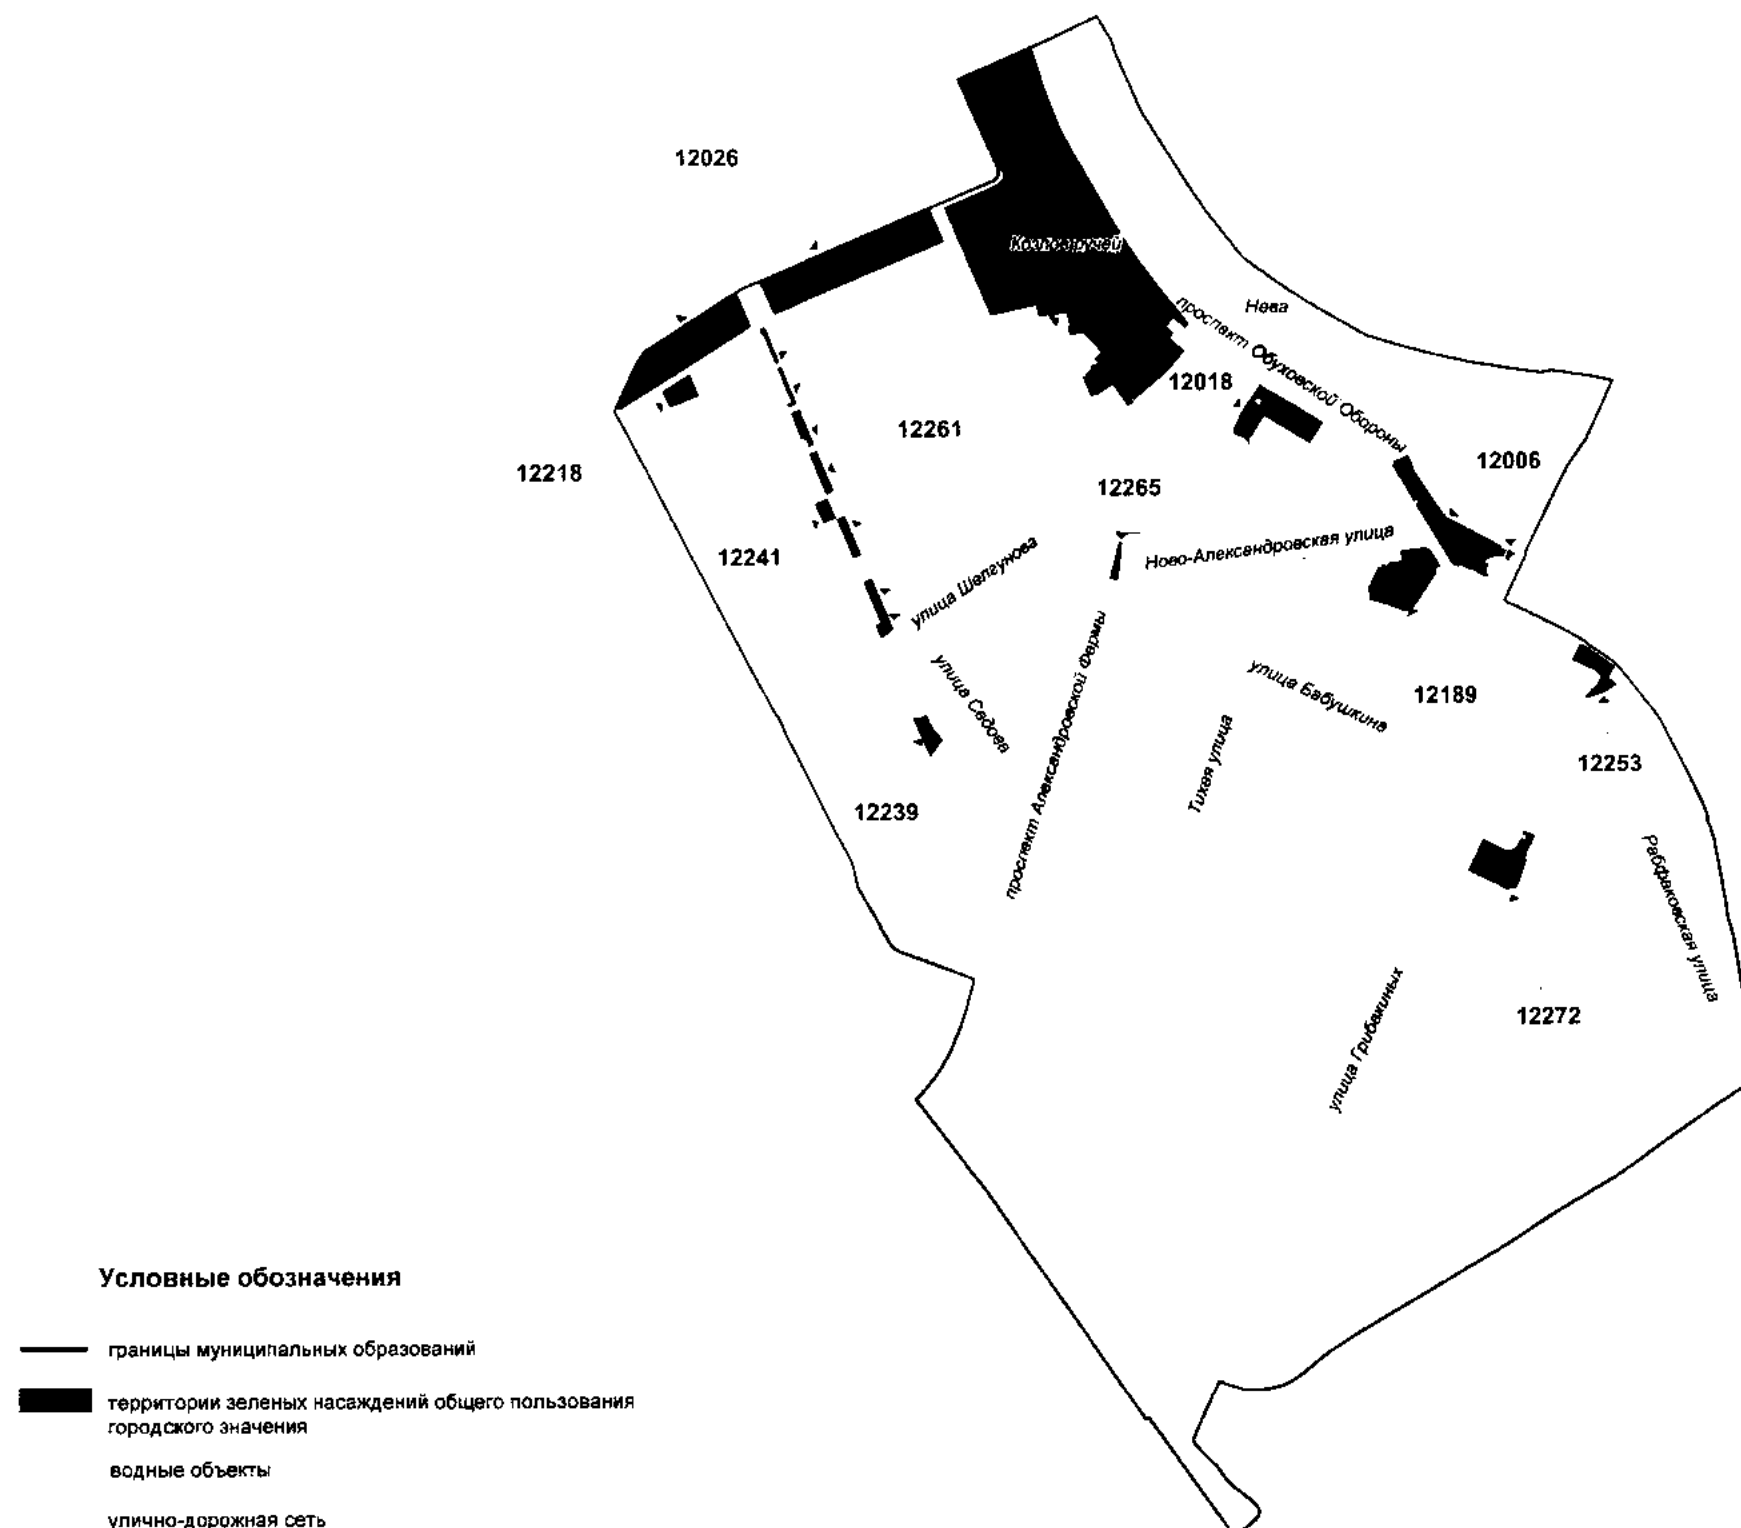 12026
Козлов ручей
Нева
проспект Обуховской Обороны
12018
12261
12218
12006
12265
12241
Ново-Александровская улица
улица Шелгунова
улица Седова
проспект Александровской Фермы
улица Бабушкина
12189
Тихая улица
12253
12239
Рабфаковская улица
улица Грибакиных
12272
Условные обозначения
границы муниципальных образований
территории зеленых насаждений общего пользования
городского значения
водные объекты
улично-дорожная сеть